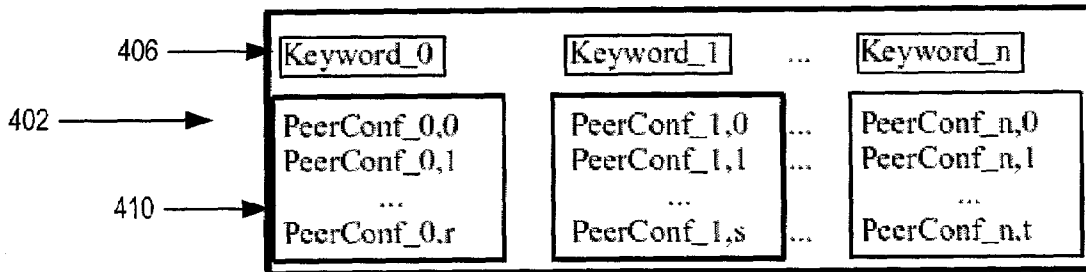 406 Keyword_0 Keyword_1 ... Keyword_n
402 PeerConf_0,0 PeerConf_1,0 ... PeerConf_n,0
PeerConf_0,1 PeerConf_1,1 ... PeerConf_n,1
410 ... ... ...
PeerConf_0,r PeerConf_1,s ... PeerConf_n,t